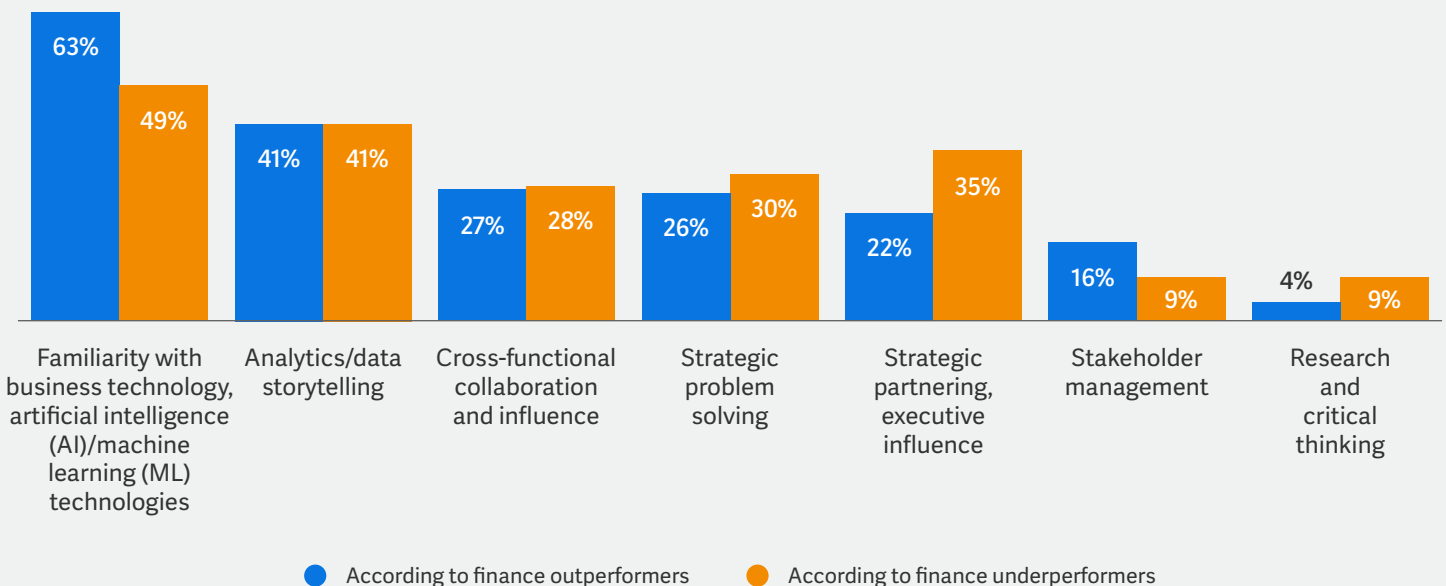 63%
49%
41%
41%
27%
28%
26%
30%
22%
35%
16%
9%
4%
9%
Familiarity with
business technology,
artificial intelligence
(AI)/machine
learning (ML)
technologies
Analytics/data
storytelling
Cross-functional
collaboration
and influence
Strategic
problem
solving
Strategic
partnering,
executive
influence
Stakeholder
management
Research
and
critical
thinking
According to finance outperformers
According to finance underperformers